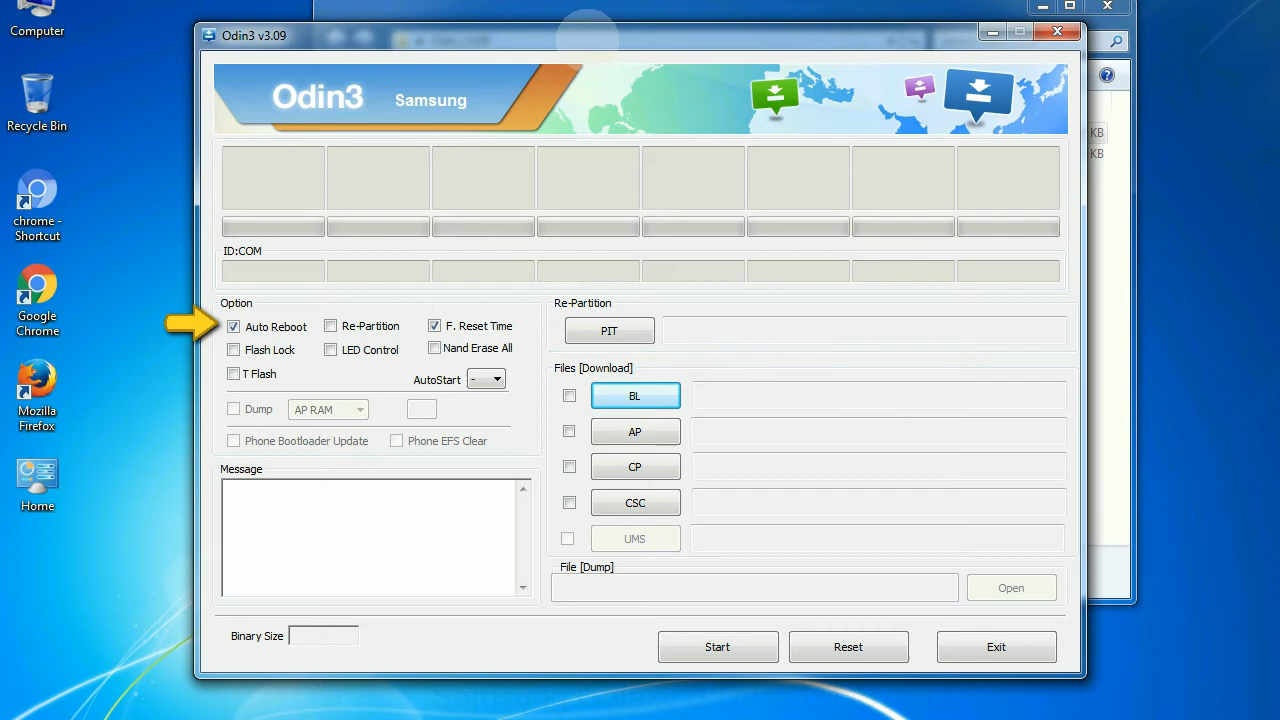 Computer
Recycle Bin
chrome -
Shortcut
Google
Chrome
Mozilla
Firefox
Home
Odin3 v3.09
Odin3 Samsung
KB
KB
ID:COM
Option
Auto Reboot
Re-Partition
F. Reset Time
Flash Lock
LED Control
Nand Erase All
T Flash
AutoStart -
Dump
AP RAM
Phone Bootloader Update
Phone EFS Clear
Message
Re-Partition
PIT
Files [Download]
BL
AP
CP
CSC
UMS
File [Dump]
Open
Binary Size
Start
Reset
Exit